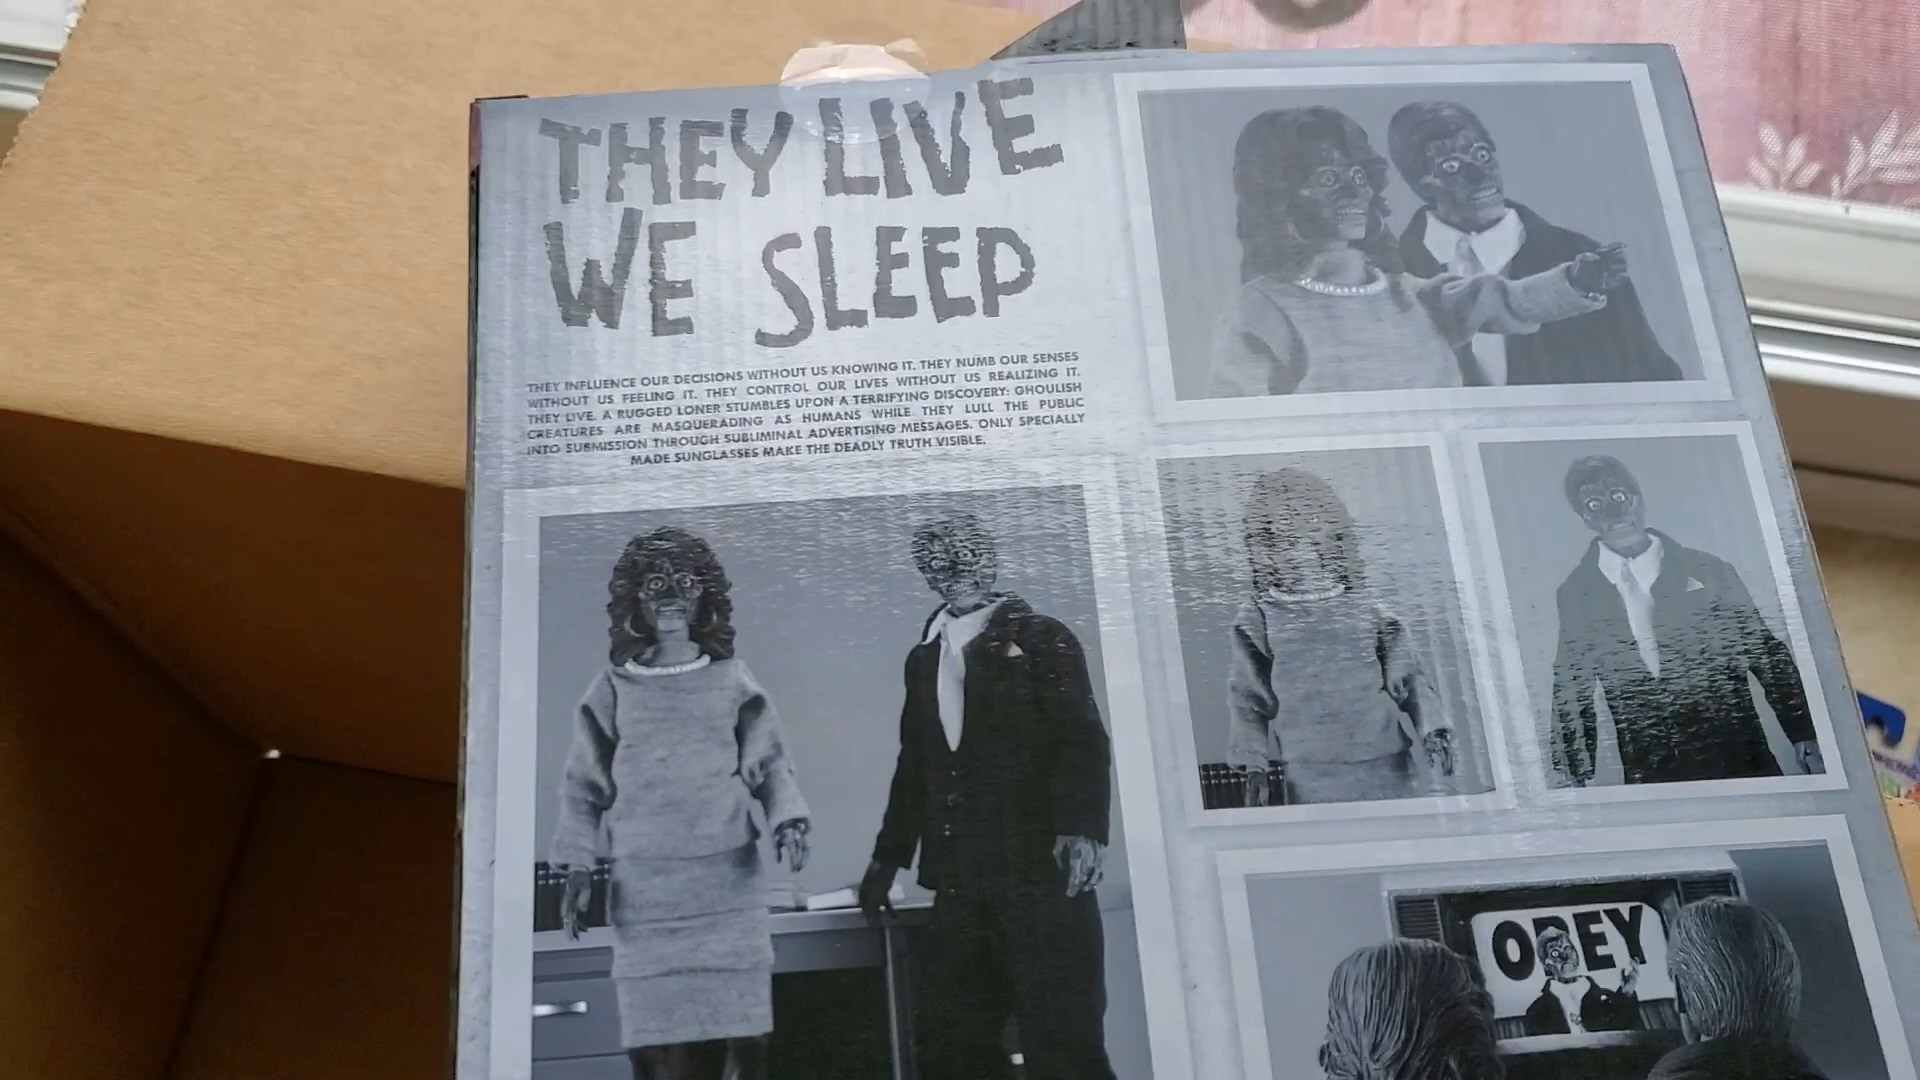 THEY LIVE
WE SLEEP
THEY INFLUENCE OUR DECISIONS WITHOUT US KNOWING IT. THEY NUMB OUR SENSES
WITHOUT US FEELING IT. THEY CONTROL OUR LIVES WITHOUT US REALIZING IT.
THEY LIVE. A RUGGED LONER STUMBLES UPON A TERRIFYING DISCOVERY: GHOULISH
CREATURES ARE MASQUERADING AS HUMANS WHILE THEY LULL THE PUBLIC
INTO SUBMISSION THROUGH SUBLIMINAL ADVERTISING MESSAGES. ONLY SPECIALLY
MADE SUNGLASSES MAKE THE DEADLY TRUTH VISIBLE.
OBEY